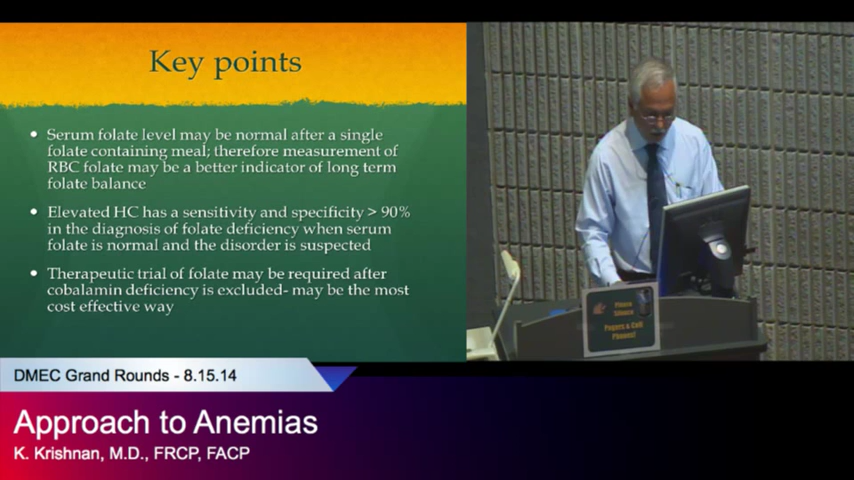 Key points
• Serum folate level may be normal after a single
folate containing meal; therefore measurement of
RBC folate may be a better indicator of long term
folate balance
• Elevated HC has a sensitivity and specificity > 90%
in the diagnosis of folate deficiency when serum
folate is normal and the disorder is suspected
• Therapeutic trial of folate may be required after
cobalamin deficiency is excluded- may be the most
cost effective way
Please
Silence
Pagers & Cell
Phones!
DMEC Grand Rounds - 8.15.14
Approach to Anemias
K. Krishnan, M.D., FRCP, FACP